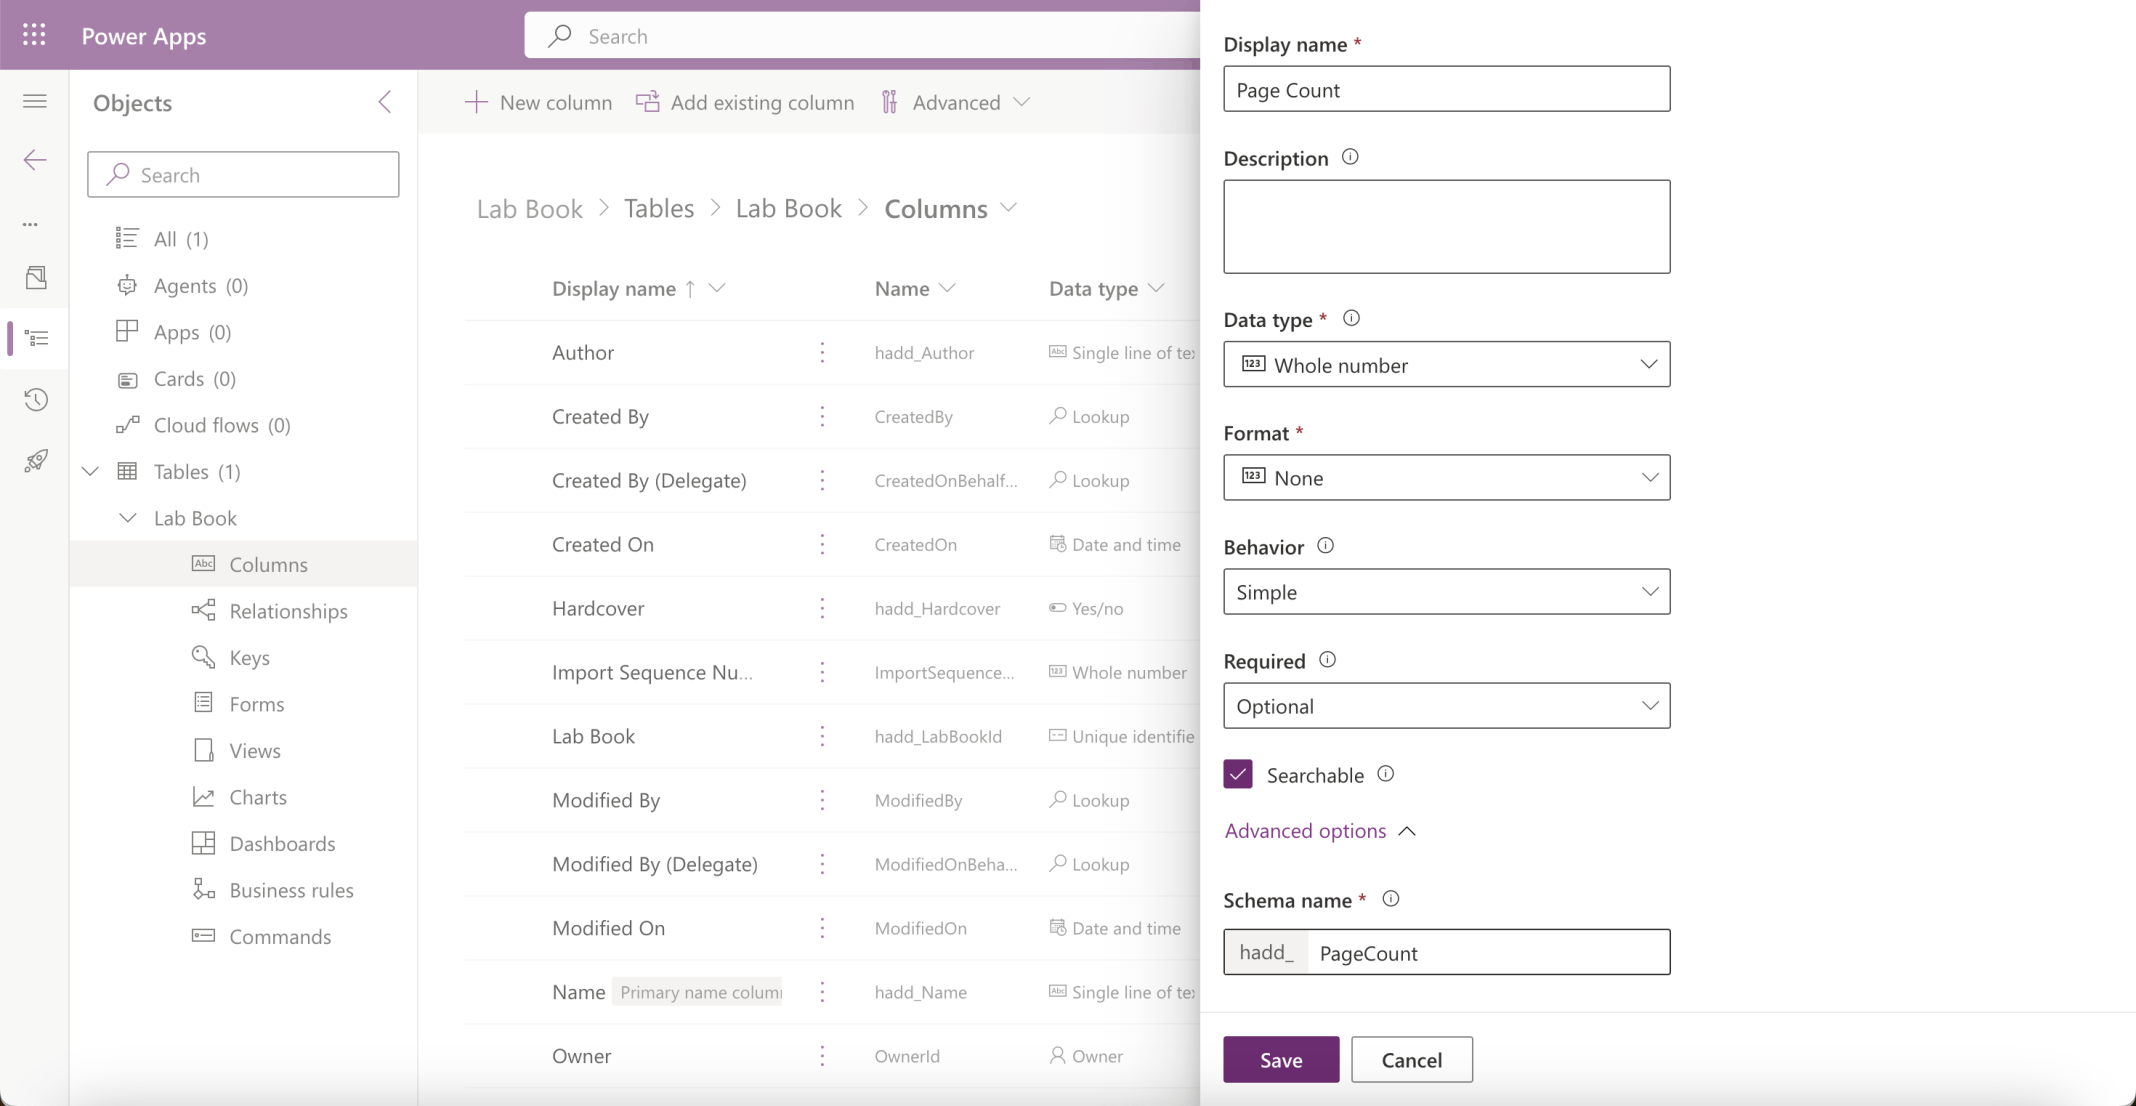 Power Apps
Search
Objects
Search
All (1)
Agents (0)
Apps (0)
Cards (0)
Cloud flows (0)
Tables (1)
Lab Book
Abc Columns
Relationships
Keys
Forms
Views
Charts
Dashboards
Business rules
Commands
New column Add existing column Advanced
Lab Book > Tables > Lab Book > Columns
Display name ↑ Name Data type
Author hadd_Author Abc Single line of te
Created By CreatedBy Lookup
Created By (Delegate) CreatedOnBehalf... Lookup
Created On CreatedOn Date and time
Hardcover hadd_Hardcover Yes/no
Import Sequence Nu... ImportSequence... 123 Whole number
Lab Book hadd_LabBookId Unique identifie
Modified By ModifiedBy Lookup
Modified By (Delegate) ModifiedOnBeha... Lookup
Modified On ModifiedOn Date and time
Name Primary name colum hadd_Name Abc Single line of te
Owner OwnerId Owner
Display name *
Page Count
Description
Data type *
123 Whole number
Format *
123 None
Behavior
Simple
Required
Optional
Searchable
Advanced options
Schema name *
hadd_ PageCount
Save Cancel